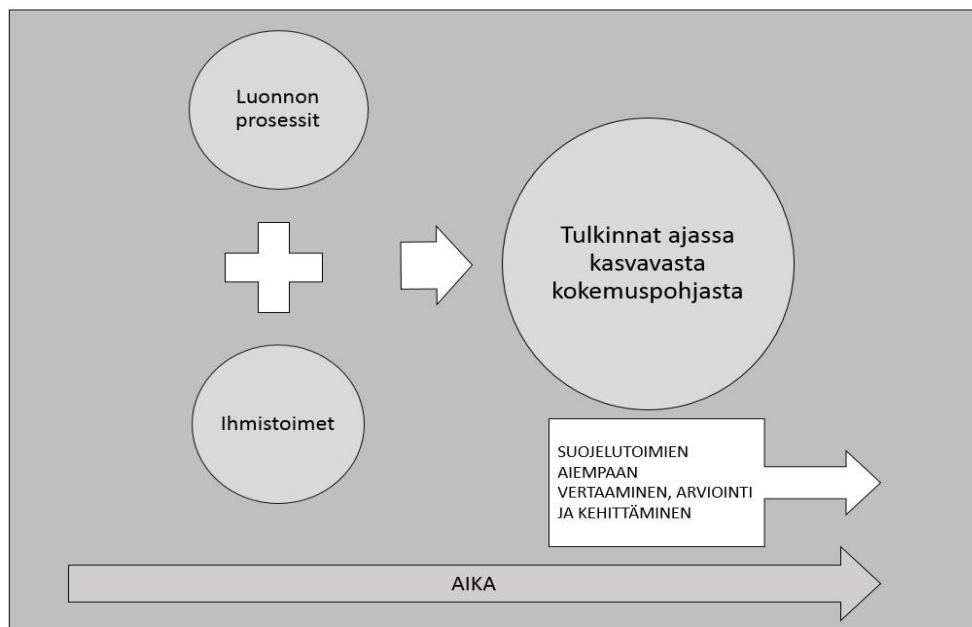 Luonnon
prosessit
Tulkinnat ajassa
kasvavasta
kokemuspohjasta
Ihmistoimet
SUOJELUTOIMIEN
AIEMPAAN
VERTAAMINEN, ARVIOINTI
JA KEHITTÄMINEN
AIKA